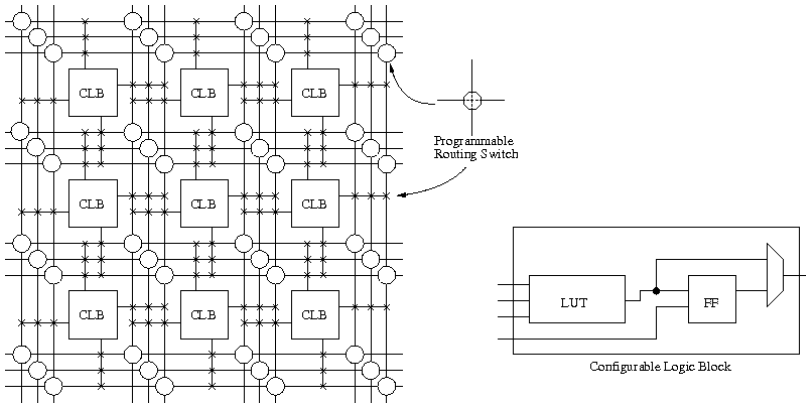 CLB CLB CLB
Programmable
Routing Switch
CLB CLB CLB
LUT FF
CLB CLB CLB
Configurable Logic Block